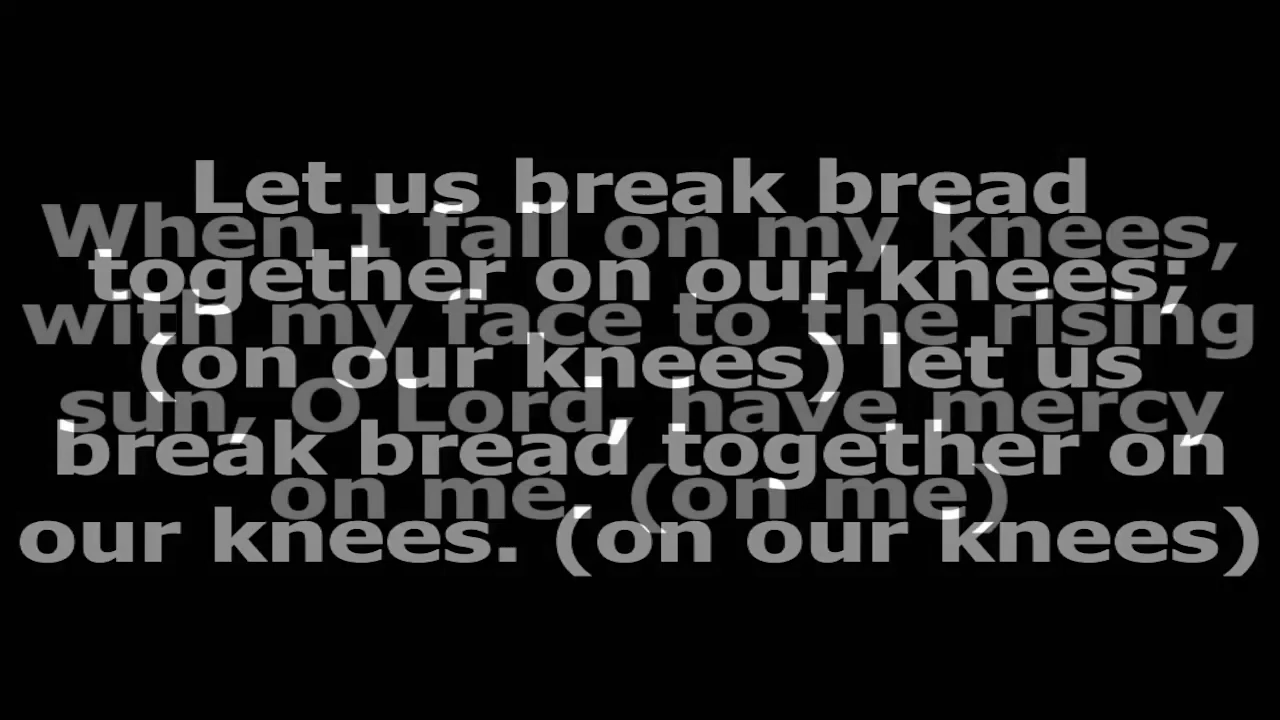 Let us break bread
When I fall on my knees,
together on our knees;
with my face to the rising
(on our knees) let us
sun, O Lord, have mercy
break bread together on
on me. (on me)
our knees. (on our knees)